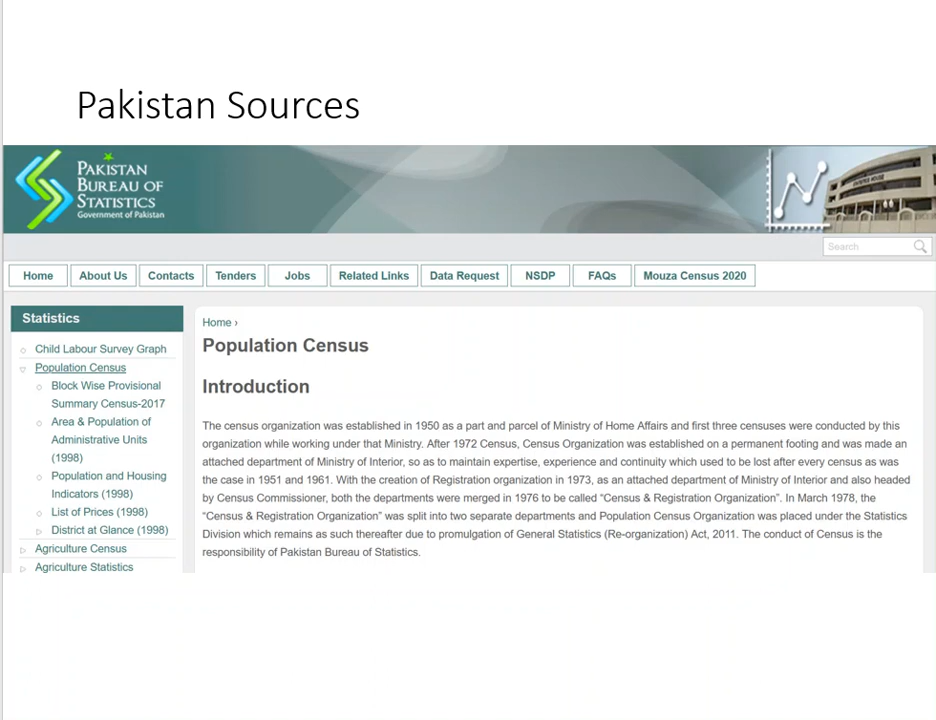 Pakistan Sources
PAKISTAN
BUREAU OF
STATISTICS
Government of Pakistan
STATISTICS HOUSE
Search
Home
About Us
Contacts
Tenders
Jobs
Related Links
Data Request
NSDP
FAQs
Mouza Census 2020
Statistics
Child Labour Survey Graph
Population Census
Block Wise Provisional
Summary Census-2017
Area & Population of
Administrative Units
(1998)
Population and Housing
Indicators (1998)
List of Prices (1998)
District at Glance (1998)
Agriculture Census
Agriculture Statistics
Home ›
Population Census
Introduction
The census organization was established in 1950 as a part and parcel of Ministry of Home Affairs and first three censuses were conducted by this
organization while working under that Ministry. After 1972 Census, Census Organization was established on a permanent footing and was made an
attached department of Ministry of Interior, so as to maintain expertise, experience and continuity which used to be lost after every census as was
the case in 1951 and 1961. With the creation of Registration organization in 1973, as an attached department of Ministry of Interior and also headed
by Census Commissioner, both the departments were merged in 1976 to be called “Census & Registration Organization”. In March 1978, the
“Census & Registration Organization” was split into two separate departments and Population Census Organization was placed under the Statistics
Division which remains as such thereafter due to promulgation of General Statistics (Re-organization) Act, 2011. The conduct of Census is the
responsibility of Pakistan Bureau of Statistics.